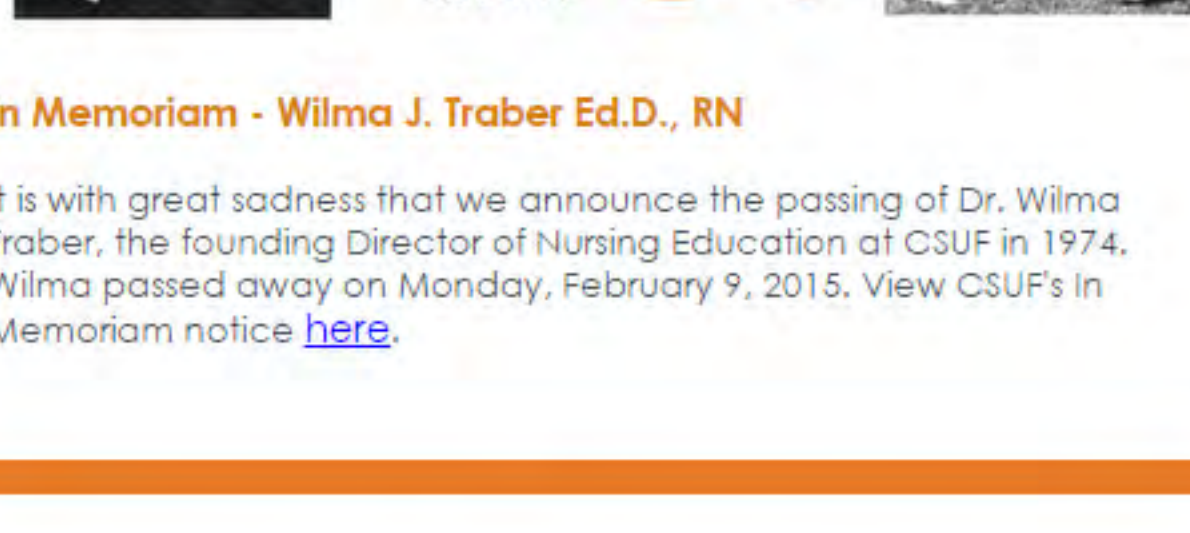 n Memoriam - Wilma J. Traber Ed.D., RN
t is with great sadness that we announce the passing of Dr. Wilma
raber, the founding Director of Nursing Education at CSUF in 1974.
Wilma passed away on Monday, February 9, 2015. View CSUF's In
Memoriam notice here.